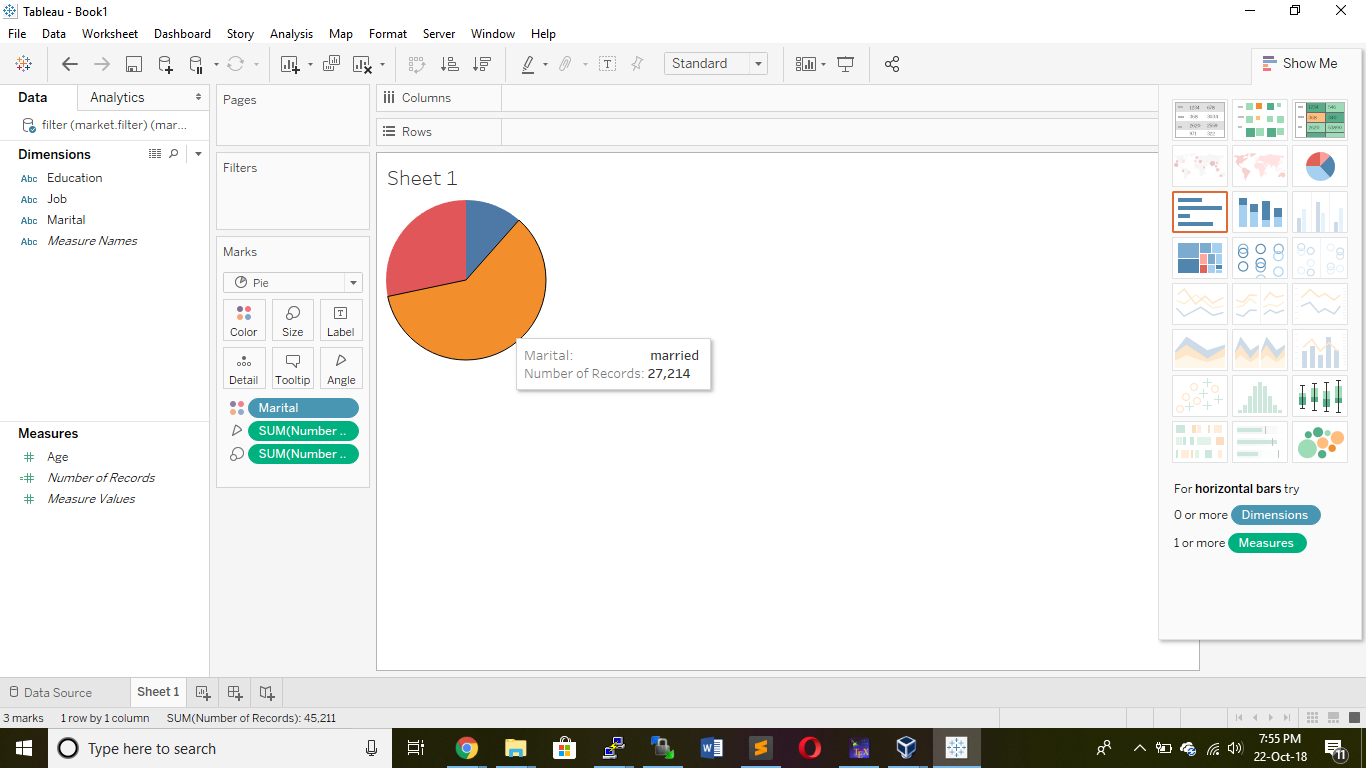 Tableau - Book1
File Data Worksheet Dashboard Story Analysis Map Format Server Window Help
Standard
Show Me
Data Analytics
filter (market.filter) (mar...
Dimensions
Abc Education
Abc Job
Abc Marital
Abc Measure Names
Measures
# Age
=# Number of Records
# Measure Values
Pages
Filters
Marks
Pie
Color Size Label
Detail Tooltip Angle
Marital
SUM(Number ..
SUM(Number ..
Columns
Rows
Sheet 1
Marital: married
Number of Records: 27,214
For horizontal bars try
0 or more Dimensions
1 or more Measures
Data Source Sheet 1
3 marks 1 row by 1 column SUM(Number of Records): 45,211
Type here to search
7:55 PM
22-Oct-18
11